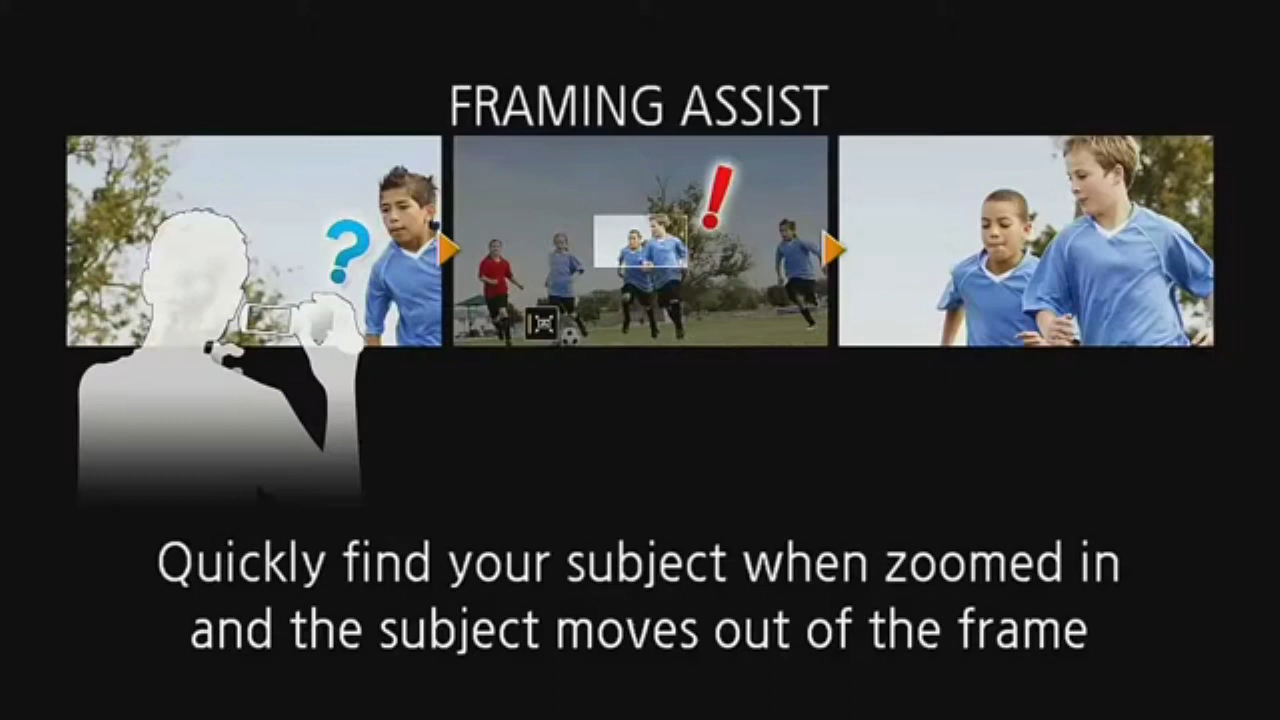 FRAMING ASSIST
?
!
Quickly find your subject when zoomed in
and the subject moves out of the frame